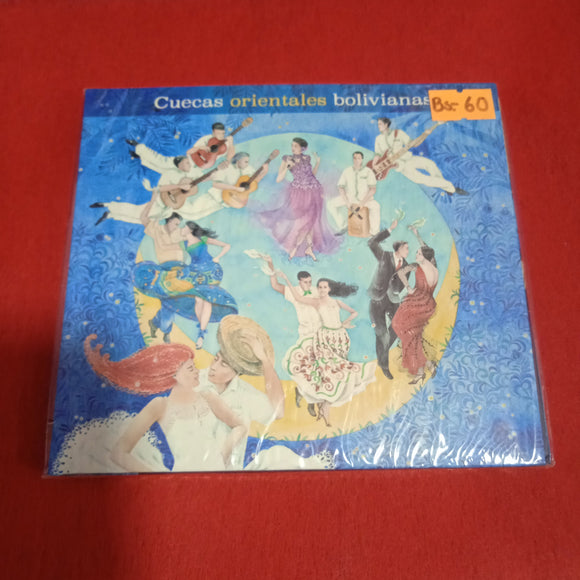 Cuecas orientales bolivianas
Bs.- 60